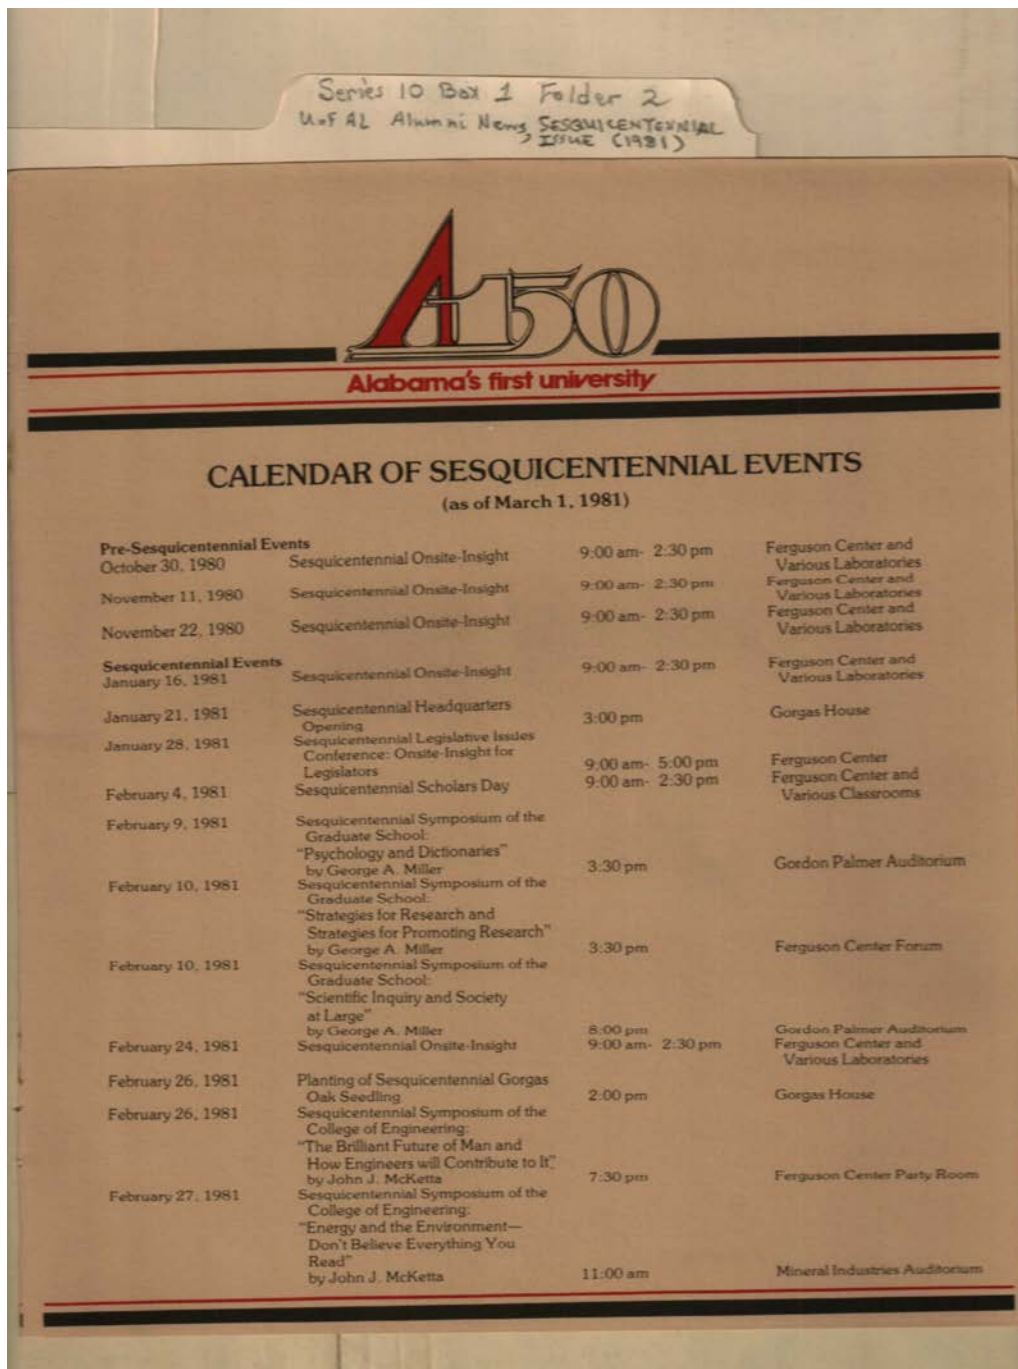 Series 10 Box 1 Folder 2
U of AL Alumni News, SESQUICENTENNIAL
ISSUE (1981)
A150
Alabama's first university
CALENDAR OF SESQUICENTENNIAL EVENTS
(as of March 1, 1981)
Pre-Sesquicentennial Events
October 30, 1980 Sesquicentennial Onsite-Insight 9:00 am- 2:30 pm Ferguson Center and
Various Laboratories
November 11, 1980 Sesquicentennial Onsite-Insight 9:00 am- 2:30 pm Ferguson Center and
Various Laboratories
November 22, 1980 Sesquicentennial Onsite-Insight 9:00 am- 2:30 pm Ferguson Center and
Various Laboratories
Sesquicentennial Events
January 16, 1981 Sesquicentennial Onsite-Insight 9:00 am- 2:30 pm Ferguson Center and
Various Laboratories
January 21, 1981 Sesquicentennial Headquarters
Opening 3:00 pm Gorgas House
January 28, 1981 Sesquicentennial Legislative Issues
Conference: Onsite-Insight for
Legislators 9:00 am- 5:00 pm Ferguson Center
February 4, 1981 Sesquicentennial Scholars Day 9:00 am- 2:30 pm Ferguson Center and
Various Classrooms
February 9, 1981 Sesquicentennial Symposium of the
Graduate School:
"Psychology and Dictionaries"
by George A. Miller 3:30 pm Gordon Palmer Auditorium
February 10, 1981 Sesquicentennial Symposium of the
Graduate School:
"Strategies for Research and
Strategies for Promoting Research"
by George A. Miller 3:30 pm Ferguson Center Forum
February 10, 1981 Sesquicentennial Symposium of the
Graduate School:
"Scientific Inquiry and Society
at Large"
by George A. Miller 8:00 pm Gordon Palmer Auditorium
February 24, 1981 Sesquicentennial Onsite-Insight 9:00 am- 2:30 pm Ferguson Center and
Various Laboratories
February 26, 1981 Planting of Sesquicentennial Gorgas
Oak Seedling 2:00 pm Gorgas House
February 26, 1981 Sesquicentennial Symposium of the
College of Engineering:
"The Brilliant Future of Man and
How Engineers will Contribute to It"
by John J. McKetta 7:30 pm Ferguson Center Party Room
February 27, 1981 Sesquicentennial Symposium of the
College of Engineering:
"Energy and the Environment—
Don't Believe Everything You
Read"
by John J. McKetta 11:00 am Mineral Industries Auditorium